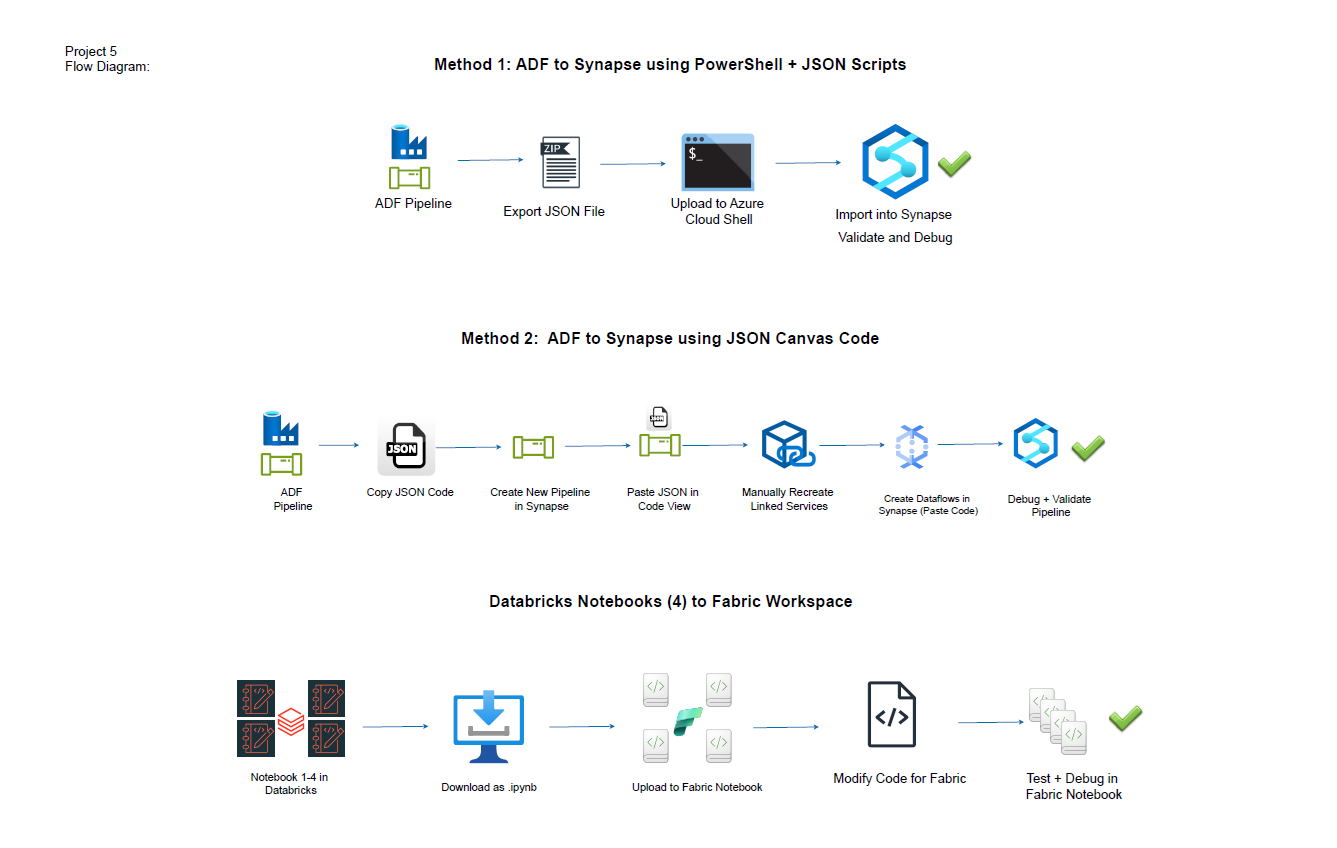 Project 5
Flow Diagram:
Method 1: ADF to Synapse using PowerShell + JSON Scripts
ZIP
$_
ADF Pipeline
Export JSON File
Upload to Azure
Cloud Shell
Import into Synapse
Validate and Debug
Method 2:  ADF to Synapse using JSON Canvas Code
JSON
JSON
ADF
Pipeline
Copy JSON Code
Create New Pipeline
in Synapse
Paste JSON in
Code View
Manually Recreate
Linked Services
Create Dataflows in
Synapse (Paste Code)
Debug + Validate
Pipeline
Databricks Notebooks (4) to Fabric Workspace
</>
Notebook 1-4 in
Databricks
Download as .ipynb
Upload to Fabric Notebook
Modify Code for Fabric
Test + Debug in
Fabric Notebook